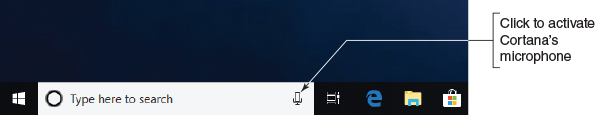 Click to activate
Cortana's
microphone
Type here to search